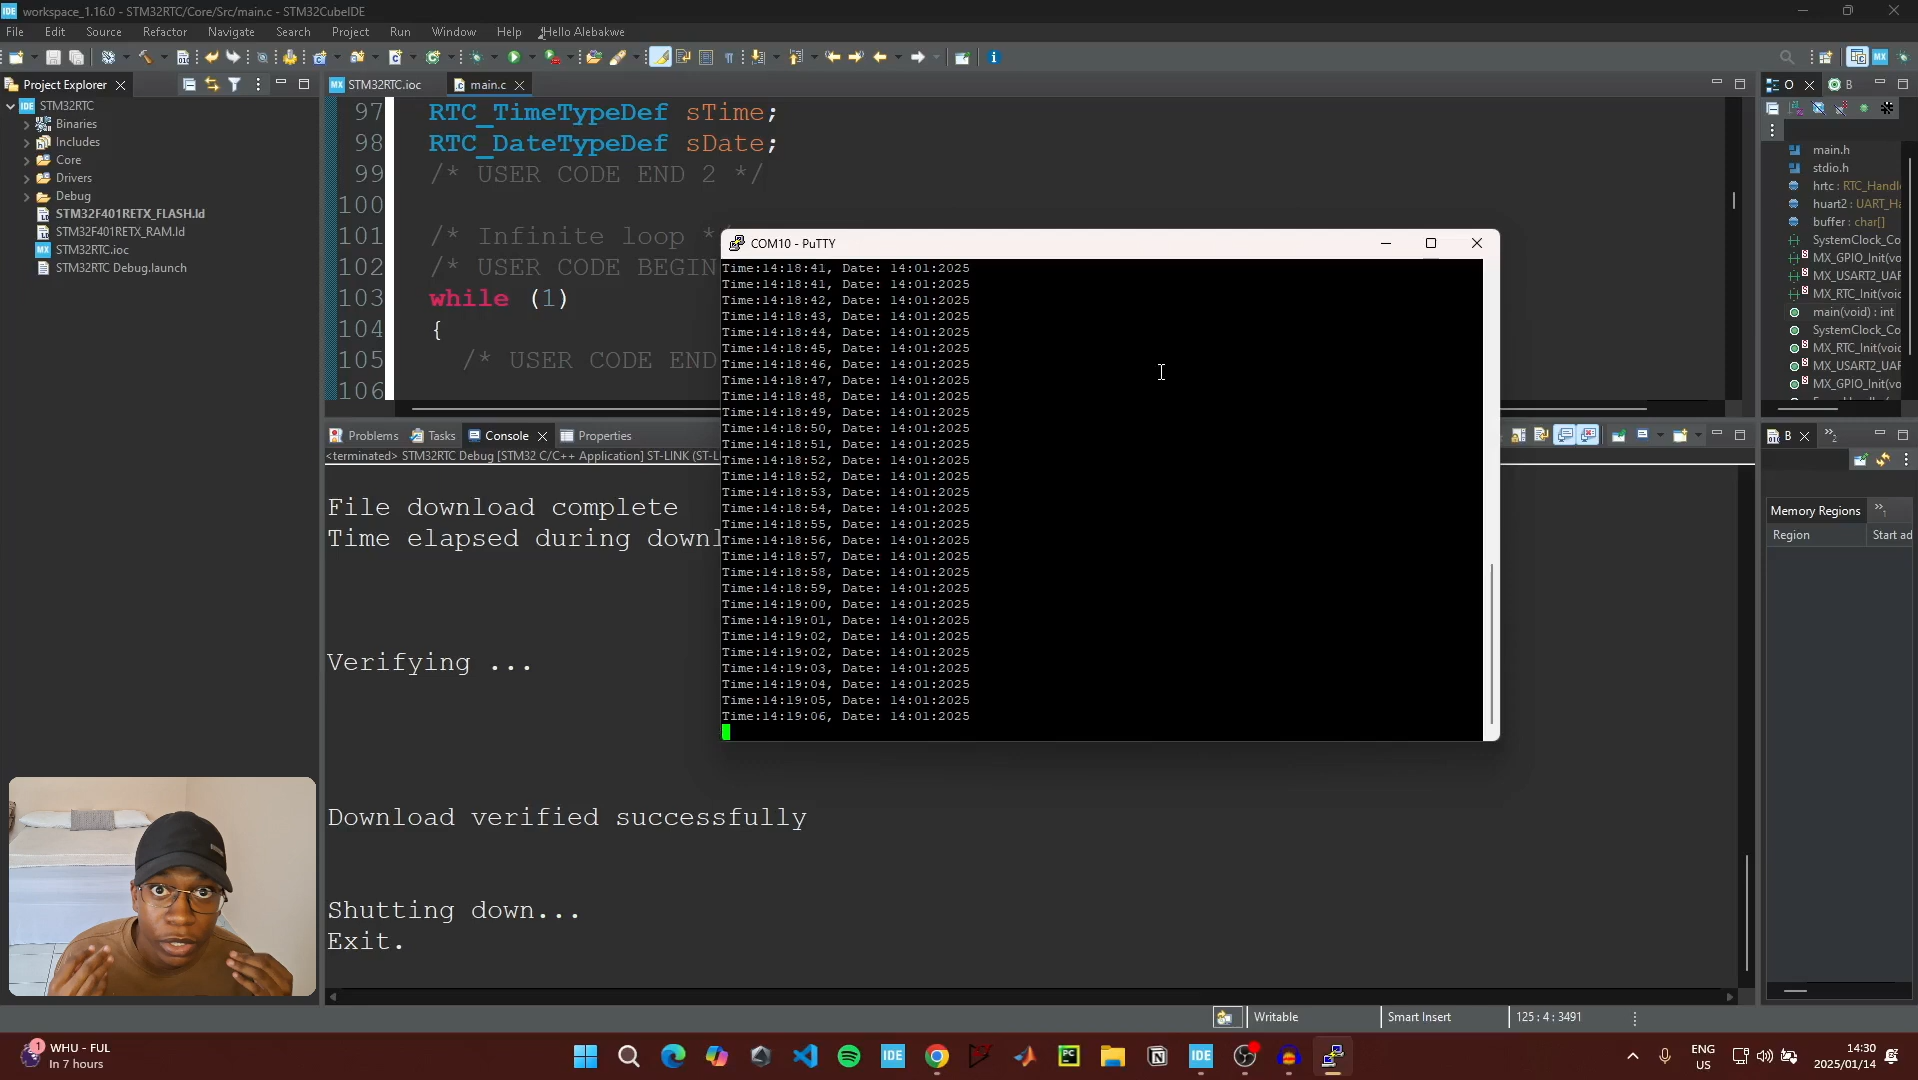 workspace_1.16.0 - STM32RTC/Core/Src/main.c - STM32CubeIDE
File Edit Source Refactor Navigate Search Project Run Window Help Hello Alebakwe
Project Explorer
STM32RTC
Binaries
Includes
Core
Drivers
Debug
STM32F401RETX_FLASH.ld
STM32F401RETX_RAM.ld
STM32RTC.ioc
STM32RTC Debug.launch
STM32RTC.ioc main.c
97 RTC_TimeTypeDef sTime;
98 RTC_DateTypeDef sDate;
99 /* USER CODE END 2 */
100
101 /* Infinite loop *
102 /* USER CODE BEGIN
103 while (1)
104 {
105 /* USER CODE END
106
COM10 - PuTTY
Time:14:18:41, Date: 14:01:2025
Time:14:18:41, Date: 14:01:2025
Time:14:18:42, Date: 14:01:2025
Time:14:18:43, Date: 14:01:2025
Time:14:18:44, Date: 14:01:2025
Time:14:18:45, Date: 14:01:2025
Time:14:18:46, Date: 14:01:2025
Time:14:18:47, Date: 14:01:2025
Time:14:18:48, Date: 14:01:2025
Time:14:18:49, Date: 14:01:2025
Time:14:18:50, Date: 14:01:2025
Time:14:18:51, Date: 14:01:2025
Time:14:18:52, Date: 14:01:2025
Time:14:18:52, Date: 14:01:2025
Time:14:18:53, Date: 14:01:2025
Time:14:18:54, Date: 14:01:2025
Time:14:18:55, Date: 14:01:2025
Time:14:18:56, Date: 14:01:2025
Time:14:18:57, Date: 14:01:2025
Time:14:18:58, Date: 14:01:2025
Time:14:18:59, Date: 14:01:2025
Time:14:19:00, Date: 14:01:2025
Time:14:19:01, Date: 14:01:2025
Time:14:19:02, Date: 14:01:2025
Time:14:19:02, Date: 14:01:2025
Time:14:19:03, Date: 14:01:2025
Time:14:19:04, Date: 14:01:2025
Time:14:19:05, Date: 14:01:2025
Time:14:19:06, Date: 14:01:2025
Problems Tasks Console Properties
<terminated> STM32RTC Debug [STM32 C/C++ Application] ST-LINK (ST-L
File download complete
Time elapsed during downl
Verifying ...
Download verified successfully
Shutting down...
Exit.
O B
main.h
stdio.h
hrtc : RTC_Handl
huart2 : UART_Ha
buffer : char[]
SystemClock_Co
MX_GPIO_Init(vo
MX_USART2_UAR
MX_RTC_Init(voic
main(void) : int
SystemClock_Co
MX_RTC_Init(voic
MX_USART2_UAR
MX_GPIO_Init(vo
B
Memory Regions
Region Start ad
Writable Smart Insert 125 : 4 : 3491
WHU - FUL
In 7 hours
ENG
US
14:30
2025/01/14